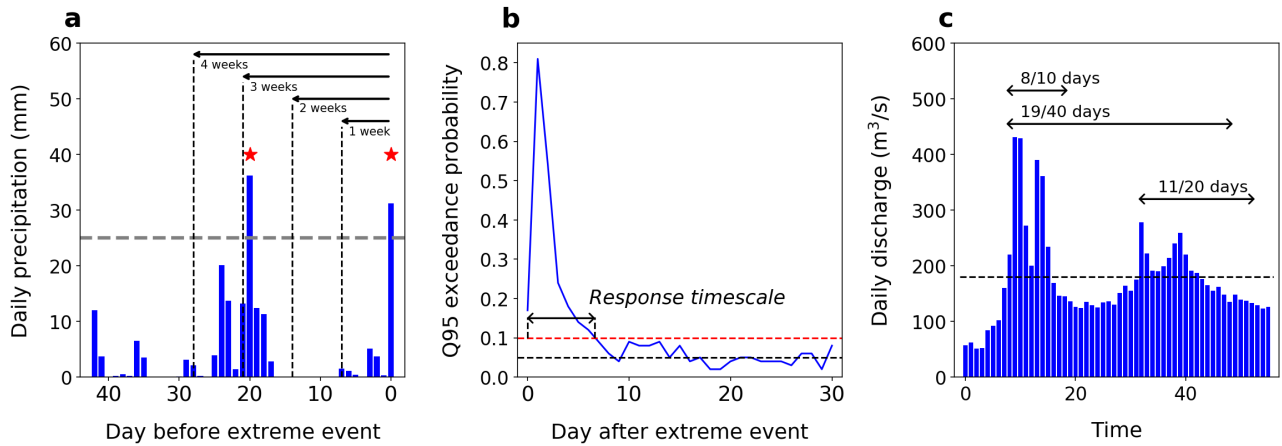 a
Daily precipitation (mm)
60
50
40
30
20
10
0
4 weeks
3 weeks
2 weeks
1 week
40
30
20
10
0
Day before extreme event
b
Q95 exceedance probability
0.8
0.7
0.6
0.5
0.4
0.3
0.2
0.1
0.0
Response timescale
0
10
20
30
Day after extreme event
c
Daily discharge (m³/s)
600
500
400
300
200
100
0
8/10 days
19/40 days
11/20 days
0
20
40
Time